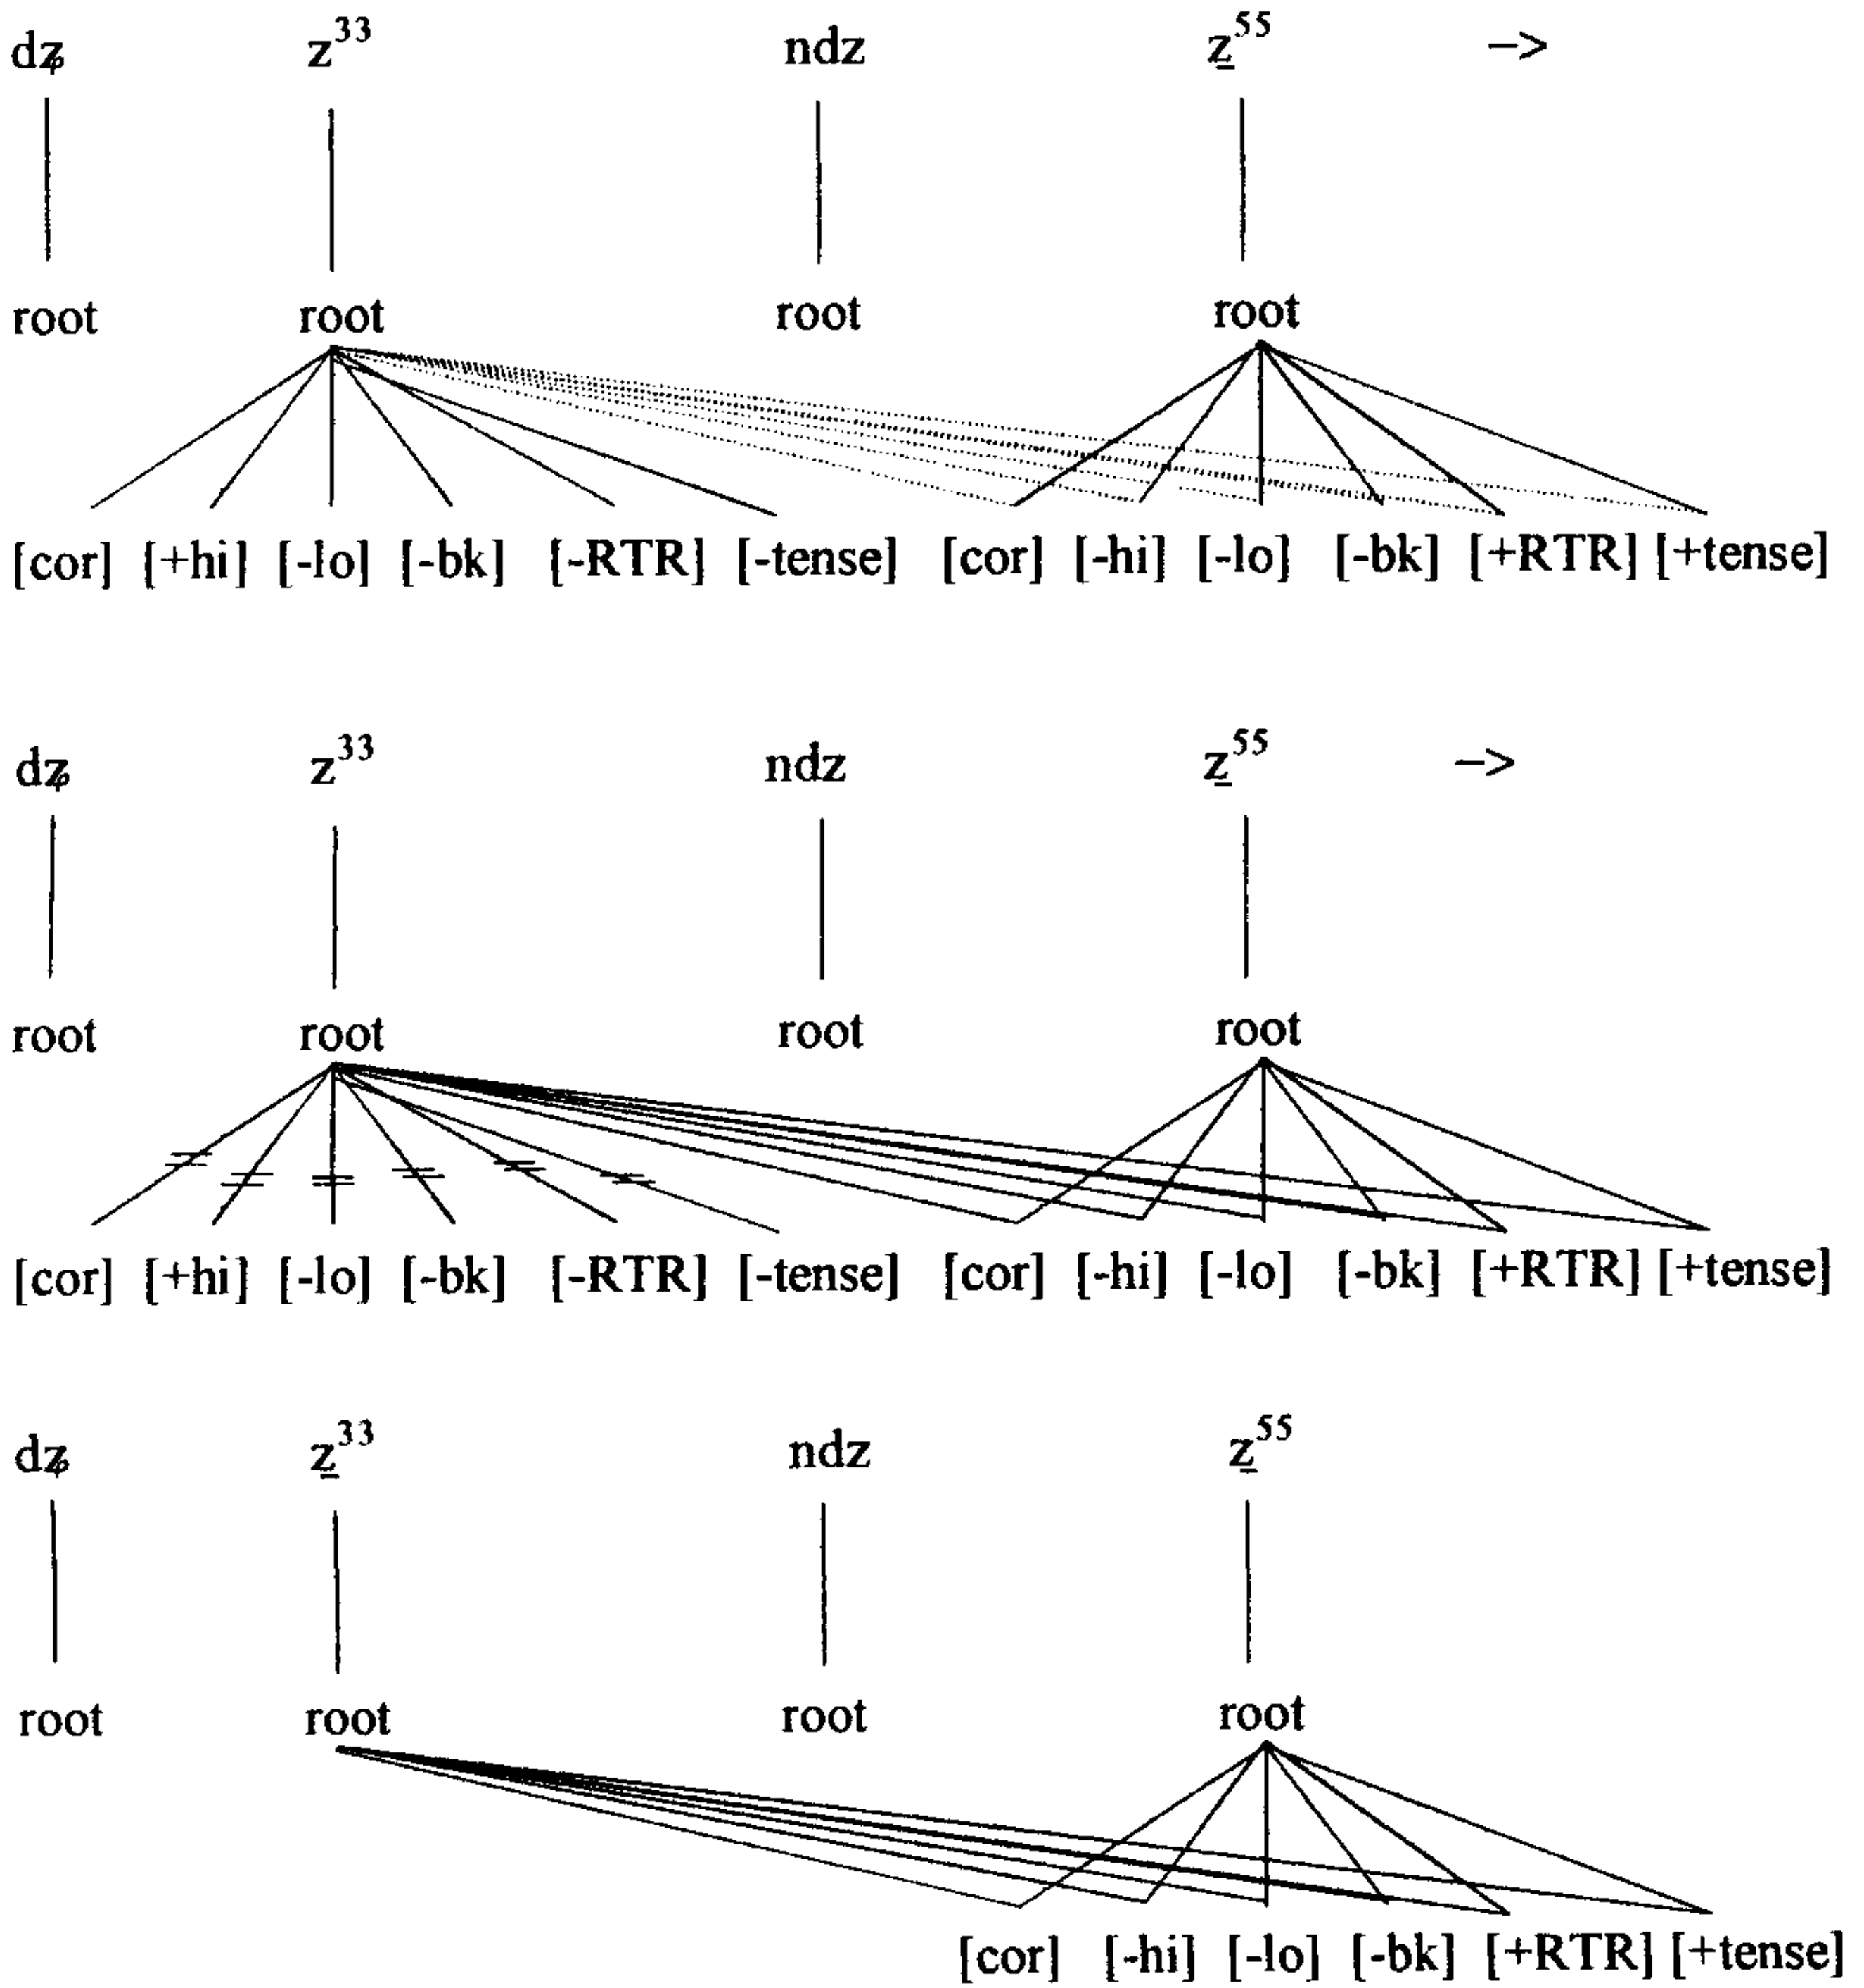 dʑ z³³ ndz z̲⁵⁵ –>
root root root root
[cor] [+hi] [-lo] [-bk] [-RTR] [-tense] [cor] [-hi] [-lo] [-bk] [+RTR] [+tense]
dʑ z³³ ndz z̲⁵⁵ –>
root root root root
[cor] [+hi] [-lo] [-bk] [-RTR] [-tense] [cor] [-hi] [-lo] [-bk] [+RTR] [+tense]
dʑ z̲³³ ndz z̲⁵⁵
root root root root
[cor] [-hi] [-lo] [-bk] [+RTR] [+tense]